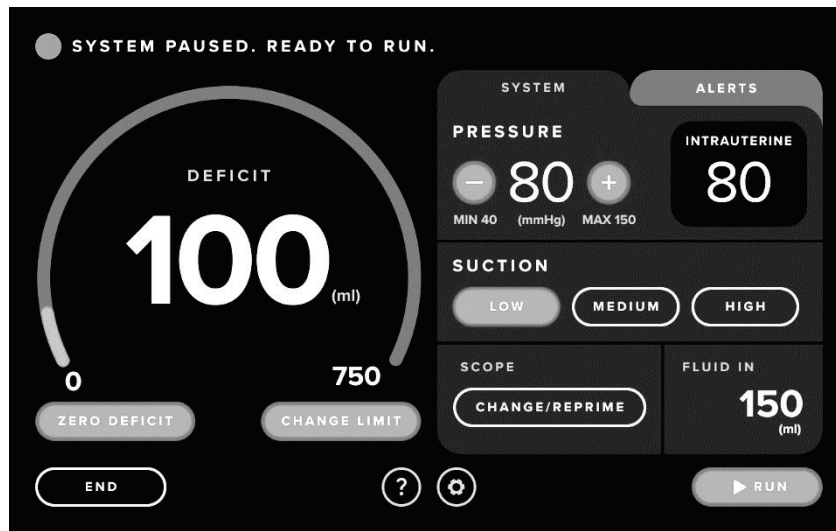 SYSTEM PAUSED. READY TO RUN.
DEFICIT
100
(ml)
0
750
ZERO DEFICIT
CHANGE LIMIT
END
?
SYSTEM
ALERTS
PRESSURE
− 80 +
MIN 40 (mmHg) MAX 150
INTRAUTERINE
80
SUCTION
LOW MEDIUM HIGH
SCOPE
CHANGE/REPRIME
FLUID IN
150
(ml)
RUN